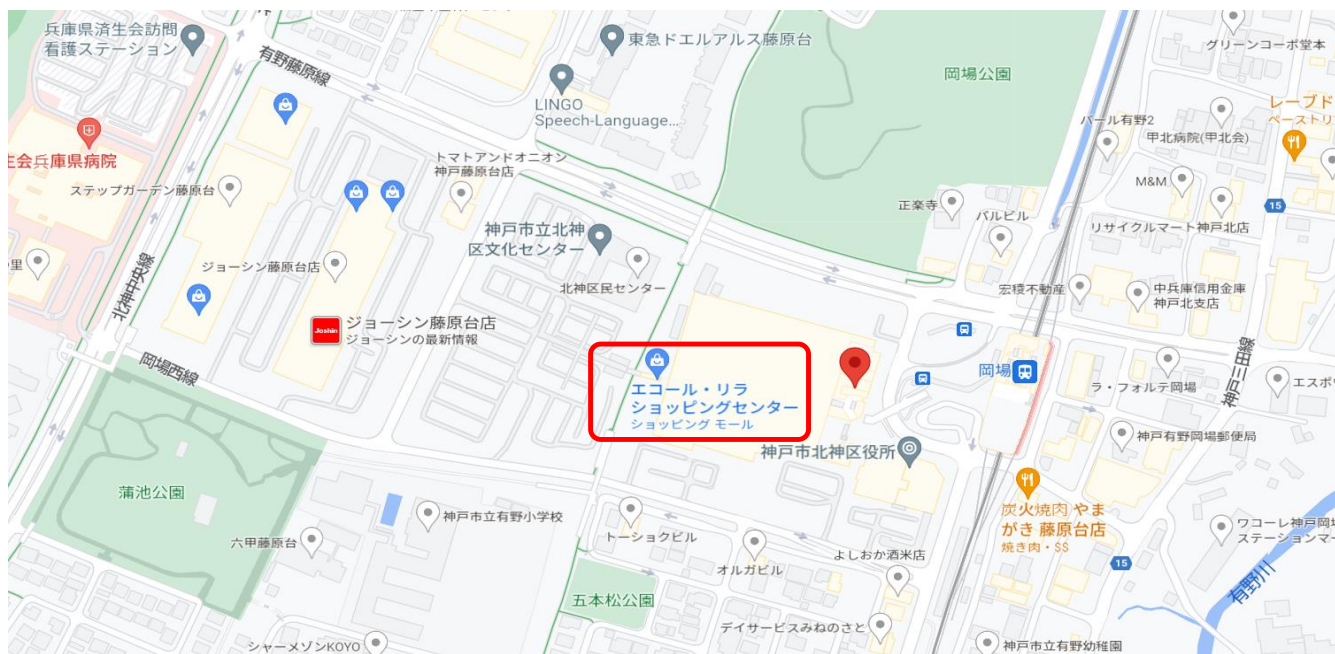 兵庫県済生会訪問
看護ステーション
有野藤原線
東急ドエルアルス藤原台
LINGO
Speech-Language...
岡場公園
グリーンコーポ堂本
レーブド
ペーストリ
パール有野2
甲北病院(甲北会)
生会兵庫県病院
ステップガーデン藤原台
トマトアンドオニオン
神戸藤原台店
M&M
15
正楽寺
バルビル
リサイクルマート神戸北店
神戸市立北神
区文化センター
北神区民センター
里
北神中央線
ジョーシン藤原台店
宏稜不動産
中兵庫信用金庫
神戸北支店
Joshin
ジョーシン藤原台店
ジョーシンの最新情報
岡場西線
エコール・リラ
ショッピングセンター
ショッピング モール
岡場
ラ・フォルテ岡場
神戸三田線
エスポ
神戸市北神区役所
神戸有野岡場郵便局
蒲池公園
神戸市立有野小学校
六甲藤原台
トーショクビル
オルガビル
よしおか酒米店
炭火焼肉 やま
がき 藤原台店
焼き肉・$$
ワコーレ神戸岡場
ステーションマー
15
有野川
五本松公園
デイサービスみねのさと
シャーメゾンKOYO
神戸市立有野幼稚園